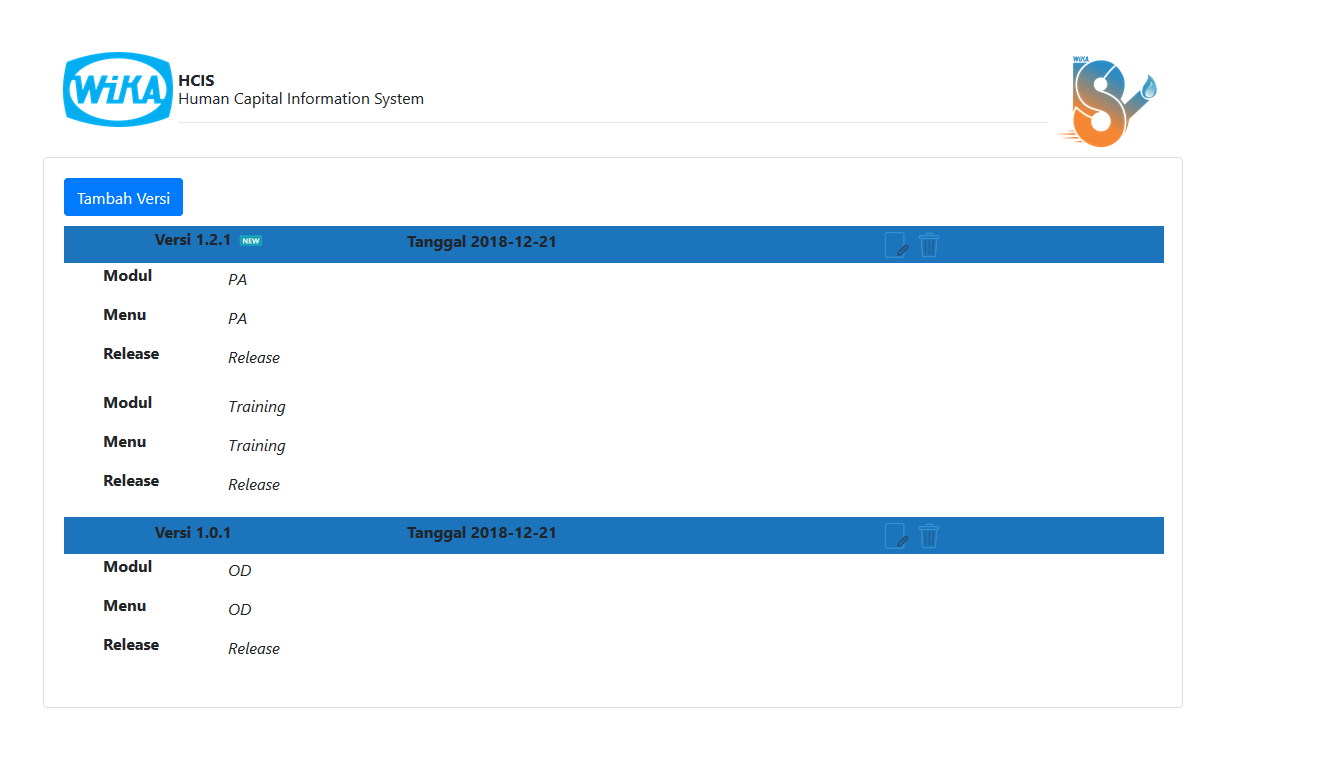 WiKA
HCIS
Human Capital Information System
WIKA
Tambah Versi
Versi 1.2.1 NEW Tanggal 2018-12-21
Modul PA
Menu PA
Release Release
Modul Training
Menu Training
Release Release
Versi 1.0.1 Tanggal 2018-12-21
Modul OD
Menu OD
Release Release